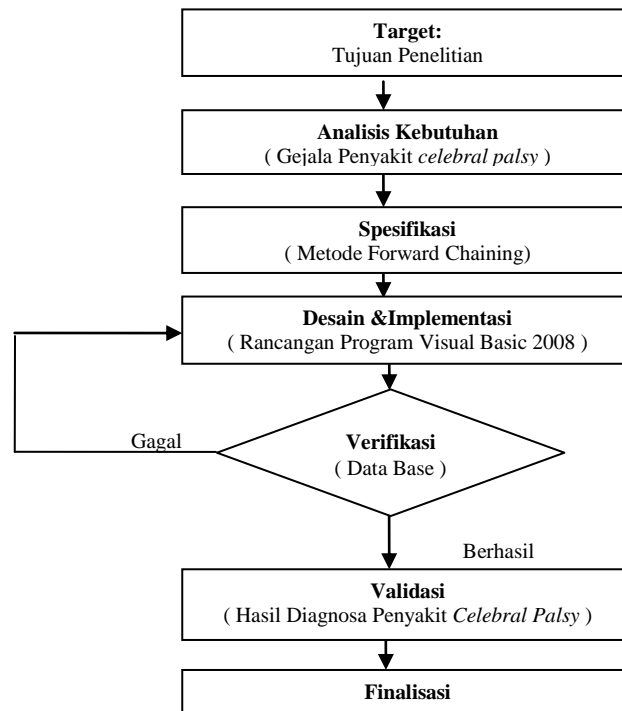 Target:
Tujuan Penelitian
Analisis Kebutuhan
( Gejala Penyakit celebral palsy )
Spesifikasi
( Metode Forward Chaining)
Desain &Implementasi
( Rancangan Program Visual Basic 2008 )
Gagal
Verifikasi
( Data Base )
Berhasil
Validasi
( Hasil Diagnosa Penyakit Celebral Palsy )
Finalisasi